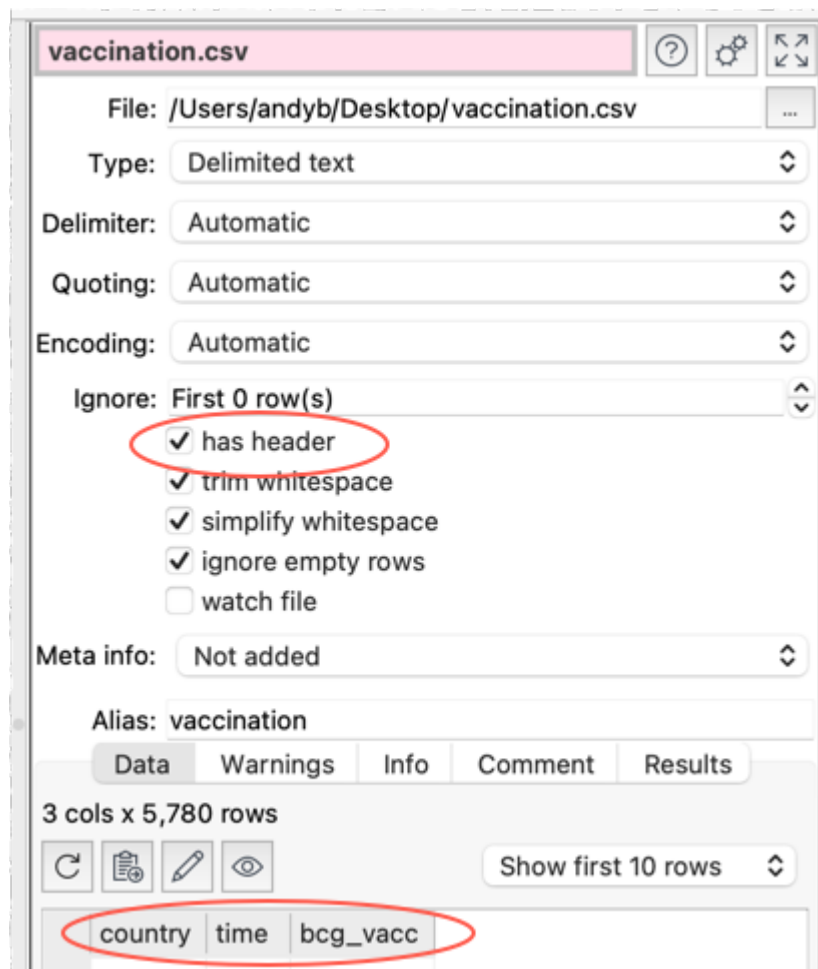 vaccination.csv
File: /Users/andyb/Desktop/vaccination.csv ...
Type: Delimited text
Delimiter: Automatic
Quoting: Automatic
Encoding: Automatic
Ignore: First 0 row(s)
has header
trim whitespace
simplify whitespace
ignore empty rows
watch file
Meta info: Not added
Alias: vaccination
Data Warnings Info Comment Results
3 cols x 5,780 rows
Show first 10 rows
country time bcg_vacc